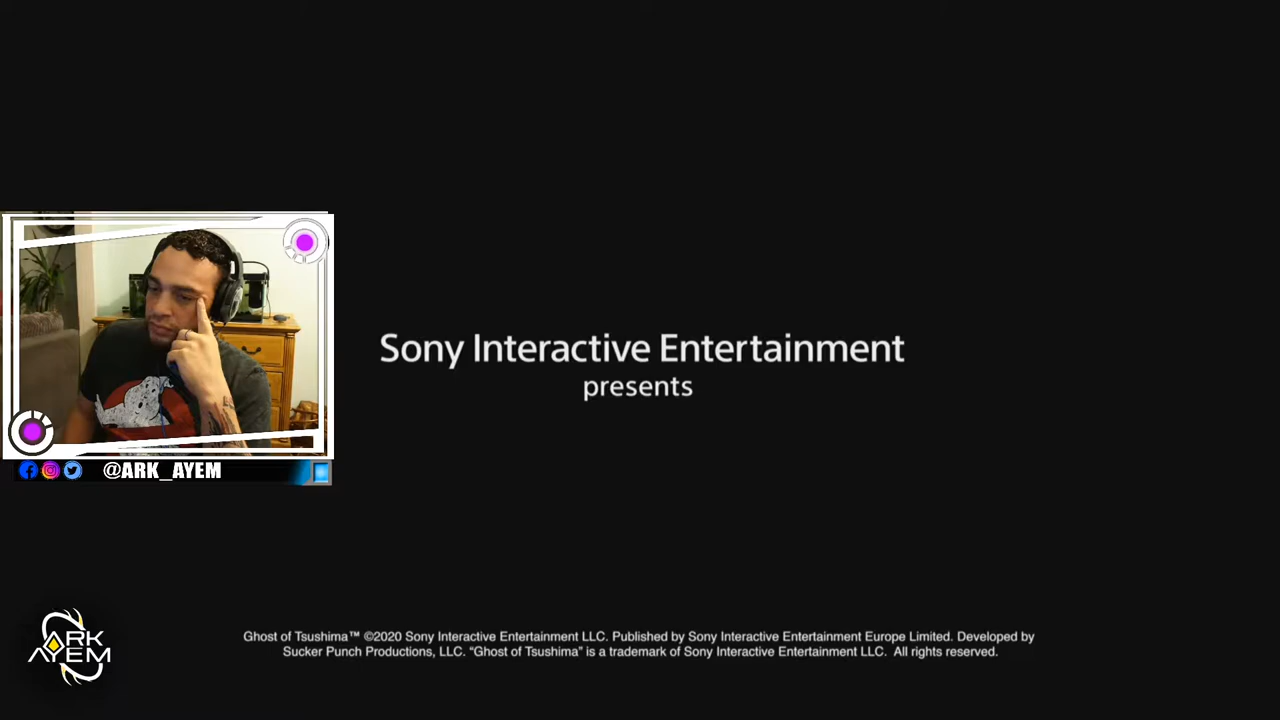 Sony Interactive Entertainment
presents
@ARK_AYEM
ARK
AYEM
Ghost of Tsushima™ ©2020 Sony Interactive Entertainment LLC. Published by Sony Interactive Entertainment Europe Limited. Developed by
Sucker Punch Productions, LLC. “Ghost of Tsushima” is a trademark of Sony Interactive Entertainment LLC. All rights reserved.